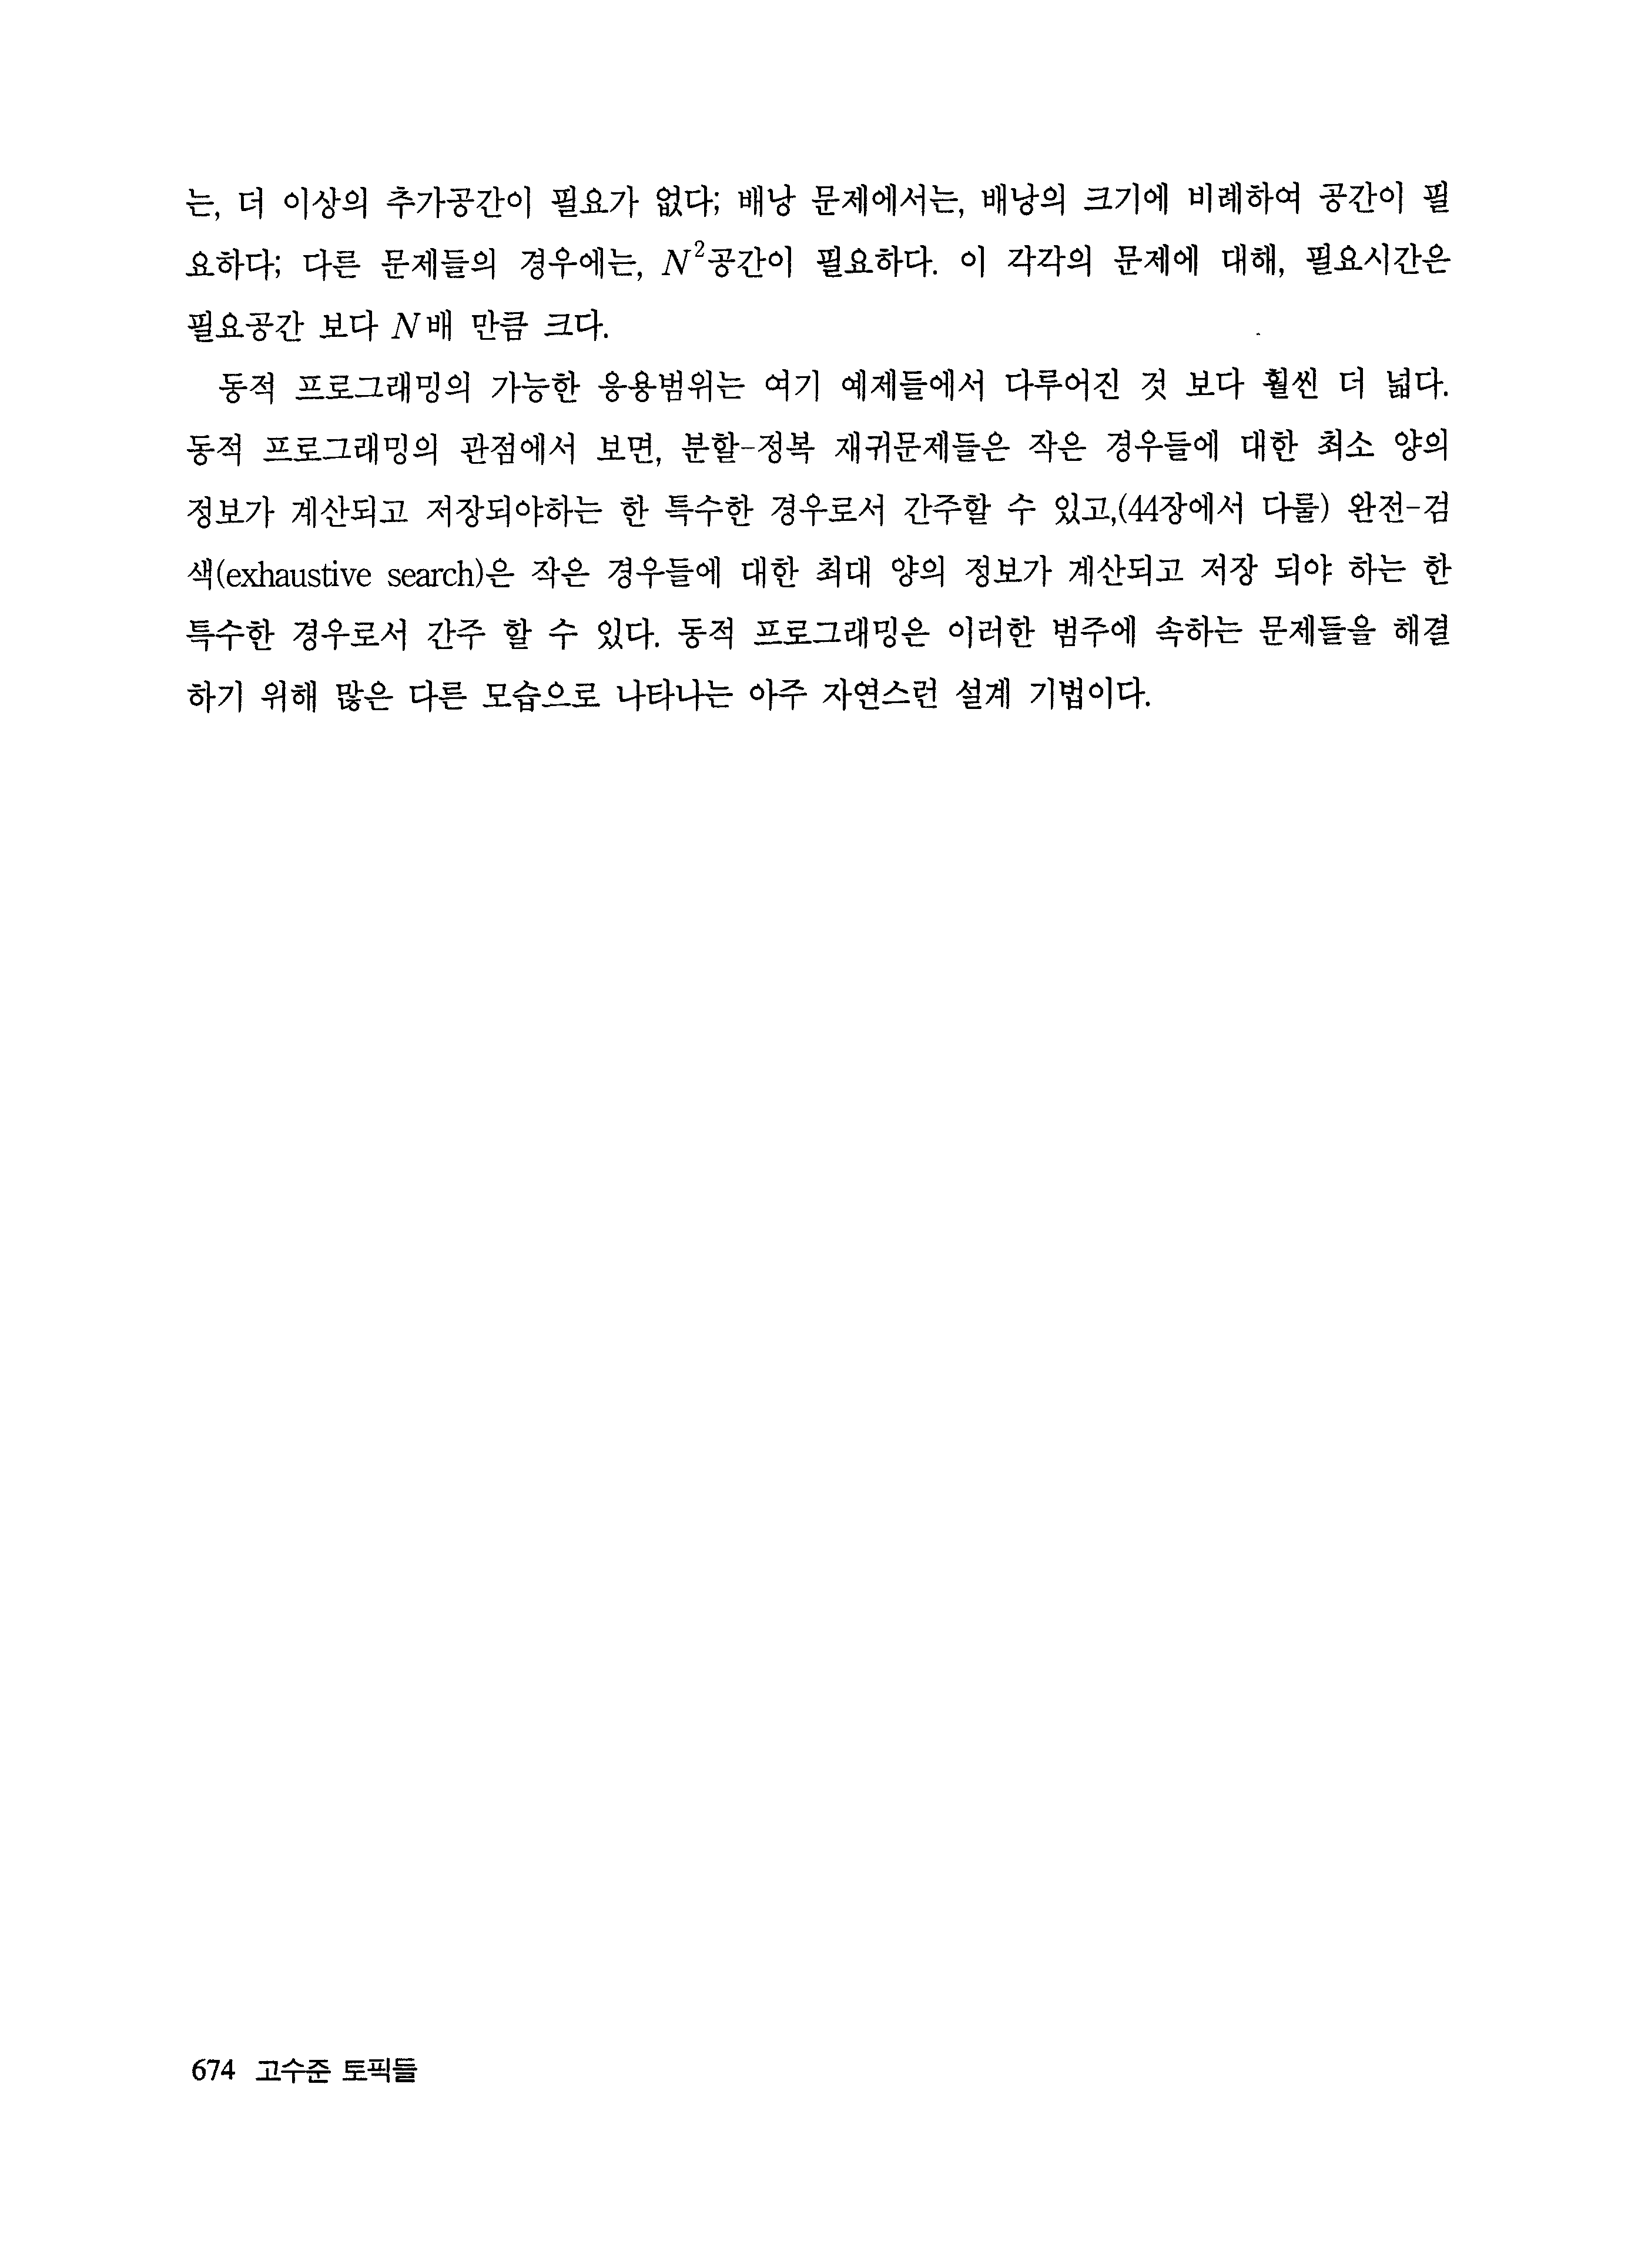 는, 더 이상의 추가공간이 필요가 없다; 배낭 문제에서는, 배낭의 크기에 비례하여 공간이 필
요하다; 다른 문제들의 경우에는, N²공간이 필요하다. 이 각각의 문제에 대해, 필요시간은
필요공간 보다 N배 만큼 크다.
동적 프로그래밍의 가능한 응용범위는 여기 예제들에서 다루어진 것 보다 훨씬 더 넓다.
동적 프로그래밍의 관점에서 보면, 분할-정복 재귀문제들은 작은 경우들에 대한 최소 양의
정보가 계산되고 저장되야하는 한 특수한 경우로서 간주할 수 있고,(44장에서 다룰) 완전-검
색(exhaustive search)은 작은 경우들에 대한 최대 양의 정보가 계산되고 저장 되야 하는 한
특수한 경우로서 간주 할 수 있다. 동적 프로그래밍은 이러한 범주에 속하는 문제들을 해결
하기 위해 많은 다른 모습으로 나타나는 아주 자연스런 설계 기법이다.
674 고수준 토픽들